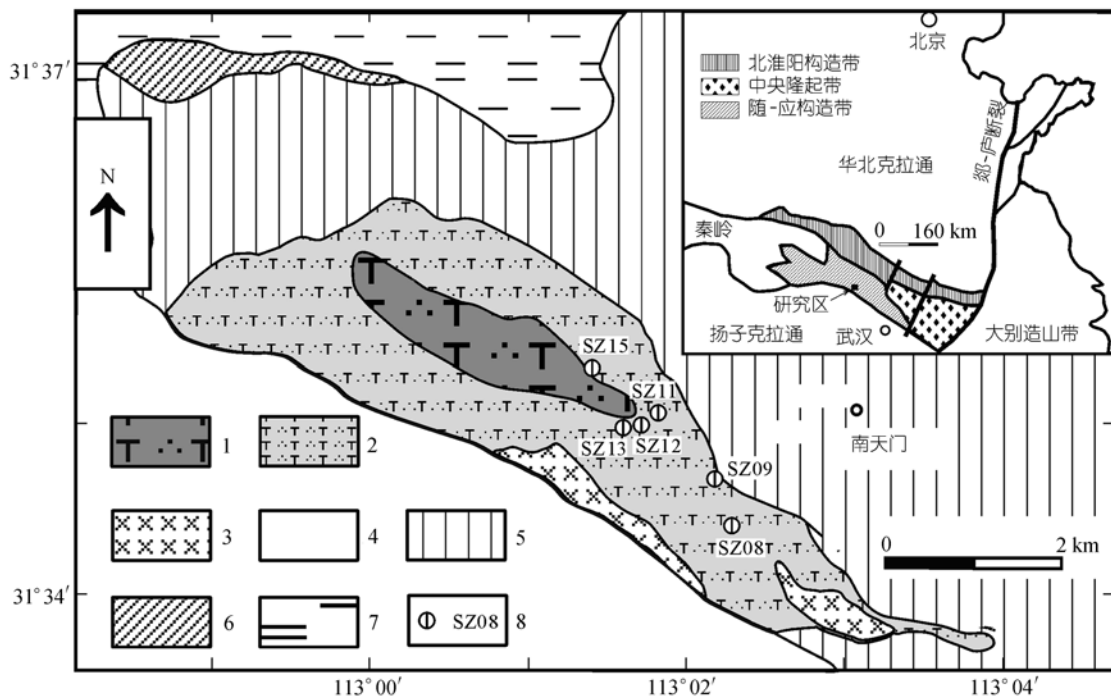 31°37′
N
北京
北淮阳构造带
中央隆起带
随-应构造带
郯-庐断裂
华北克拉通
秦岭
0 160 km
研究区
扬子克拉通
武汉
大别造山带
SZ15
SZ11
SZ13
SZ12
南天门
SZ09
SZ08
1
2
3
4
5
6
7
SZ08
8
0 2 km
31°34′
113°00′
113°02′
113°04′